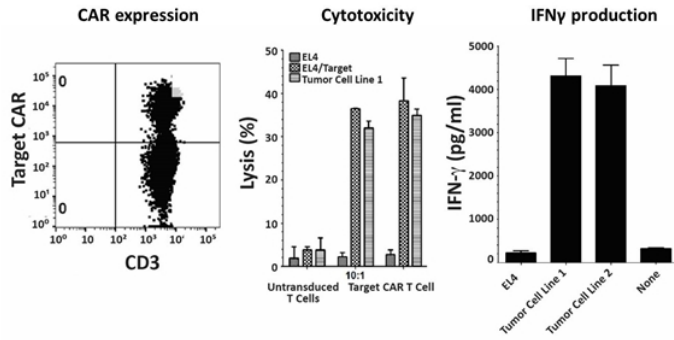 CAR expression
Target CAR
10⁵
10⁴
10³
10²
10¹
10⁰
0
0
10⁰ 10¹ 10² 10³ 10⁴ 10⁵
CD3
Cytotoxicity
Lysis (%)
50
40
30
20
10
0
EL4
EL4/Target
Tumor Cell Line 1
10:1
Untransduced Target CAR T Cell
T Cells
IFNγ production
IFN-γ (pg/ml)
5000
4000
3000
2000
1000
0
EL4
Tumor Cell Line 1
Tumor Cell Line 2
None